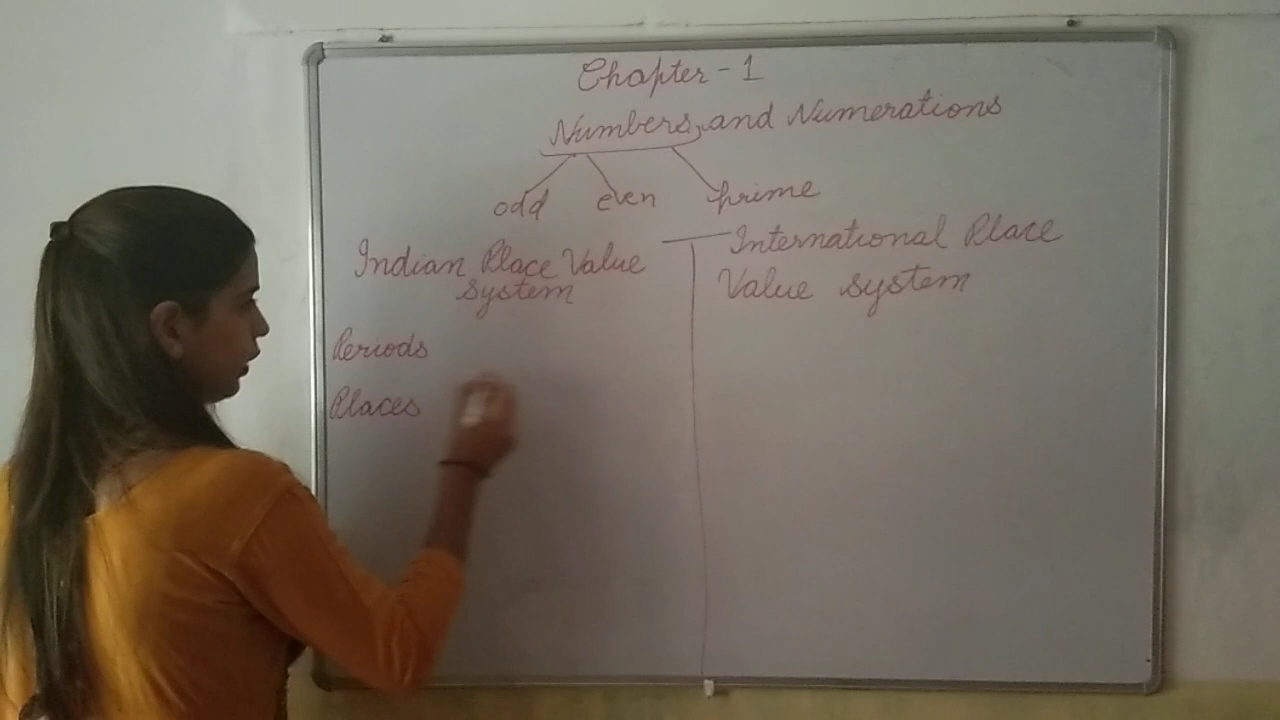 Chapter - 1
Numbers, and Numerations
odd even prime
Indian Place Value
System
International Place
Value system
Periods
Places